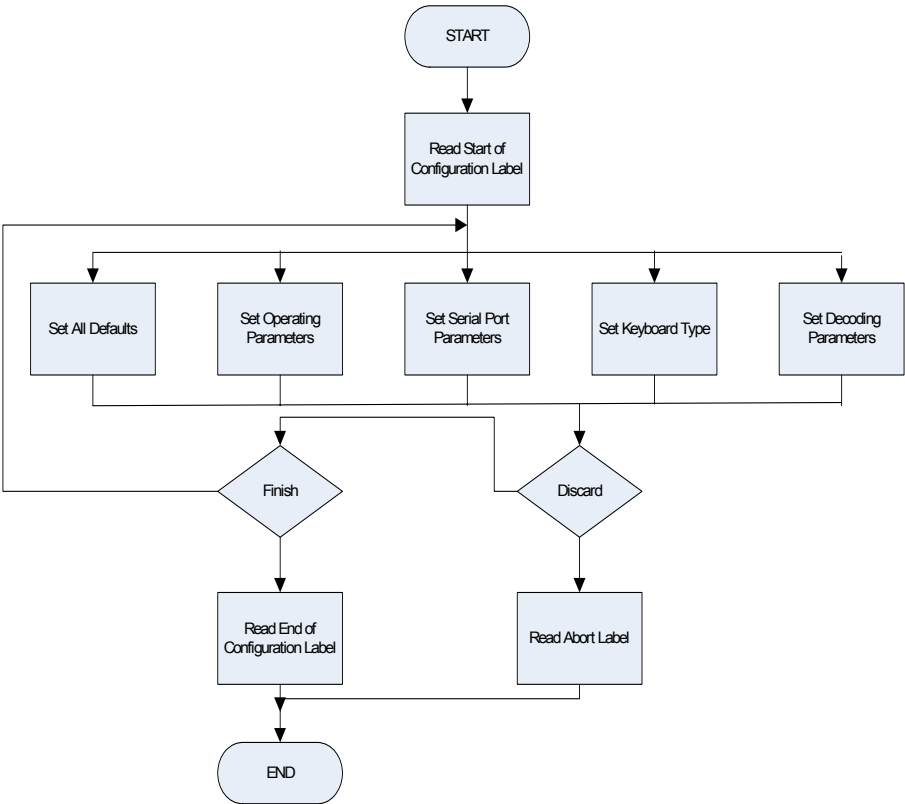 START
Read Start of
Configuration Label
Set All Defaults
Set Operating
Parameters
Set Serial Port
Parameters
Set Keyboard Type
Set Decoding
Parameters
Finish
Discard
Read End of
Configuration Label
Read Abort Label
END